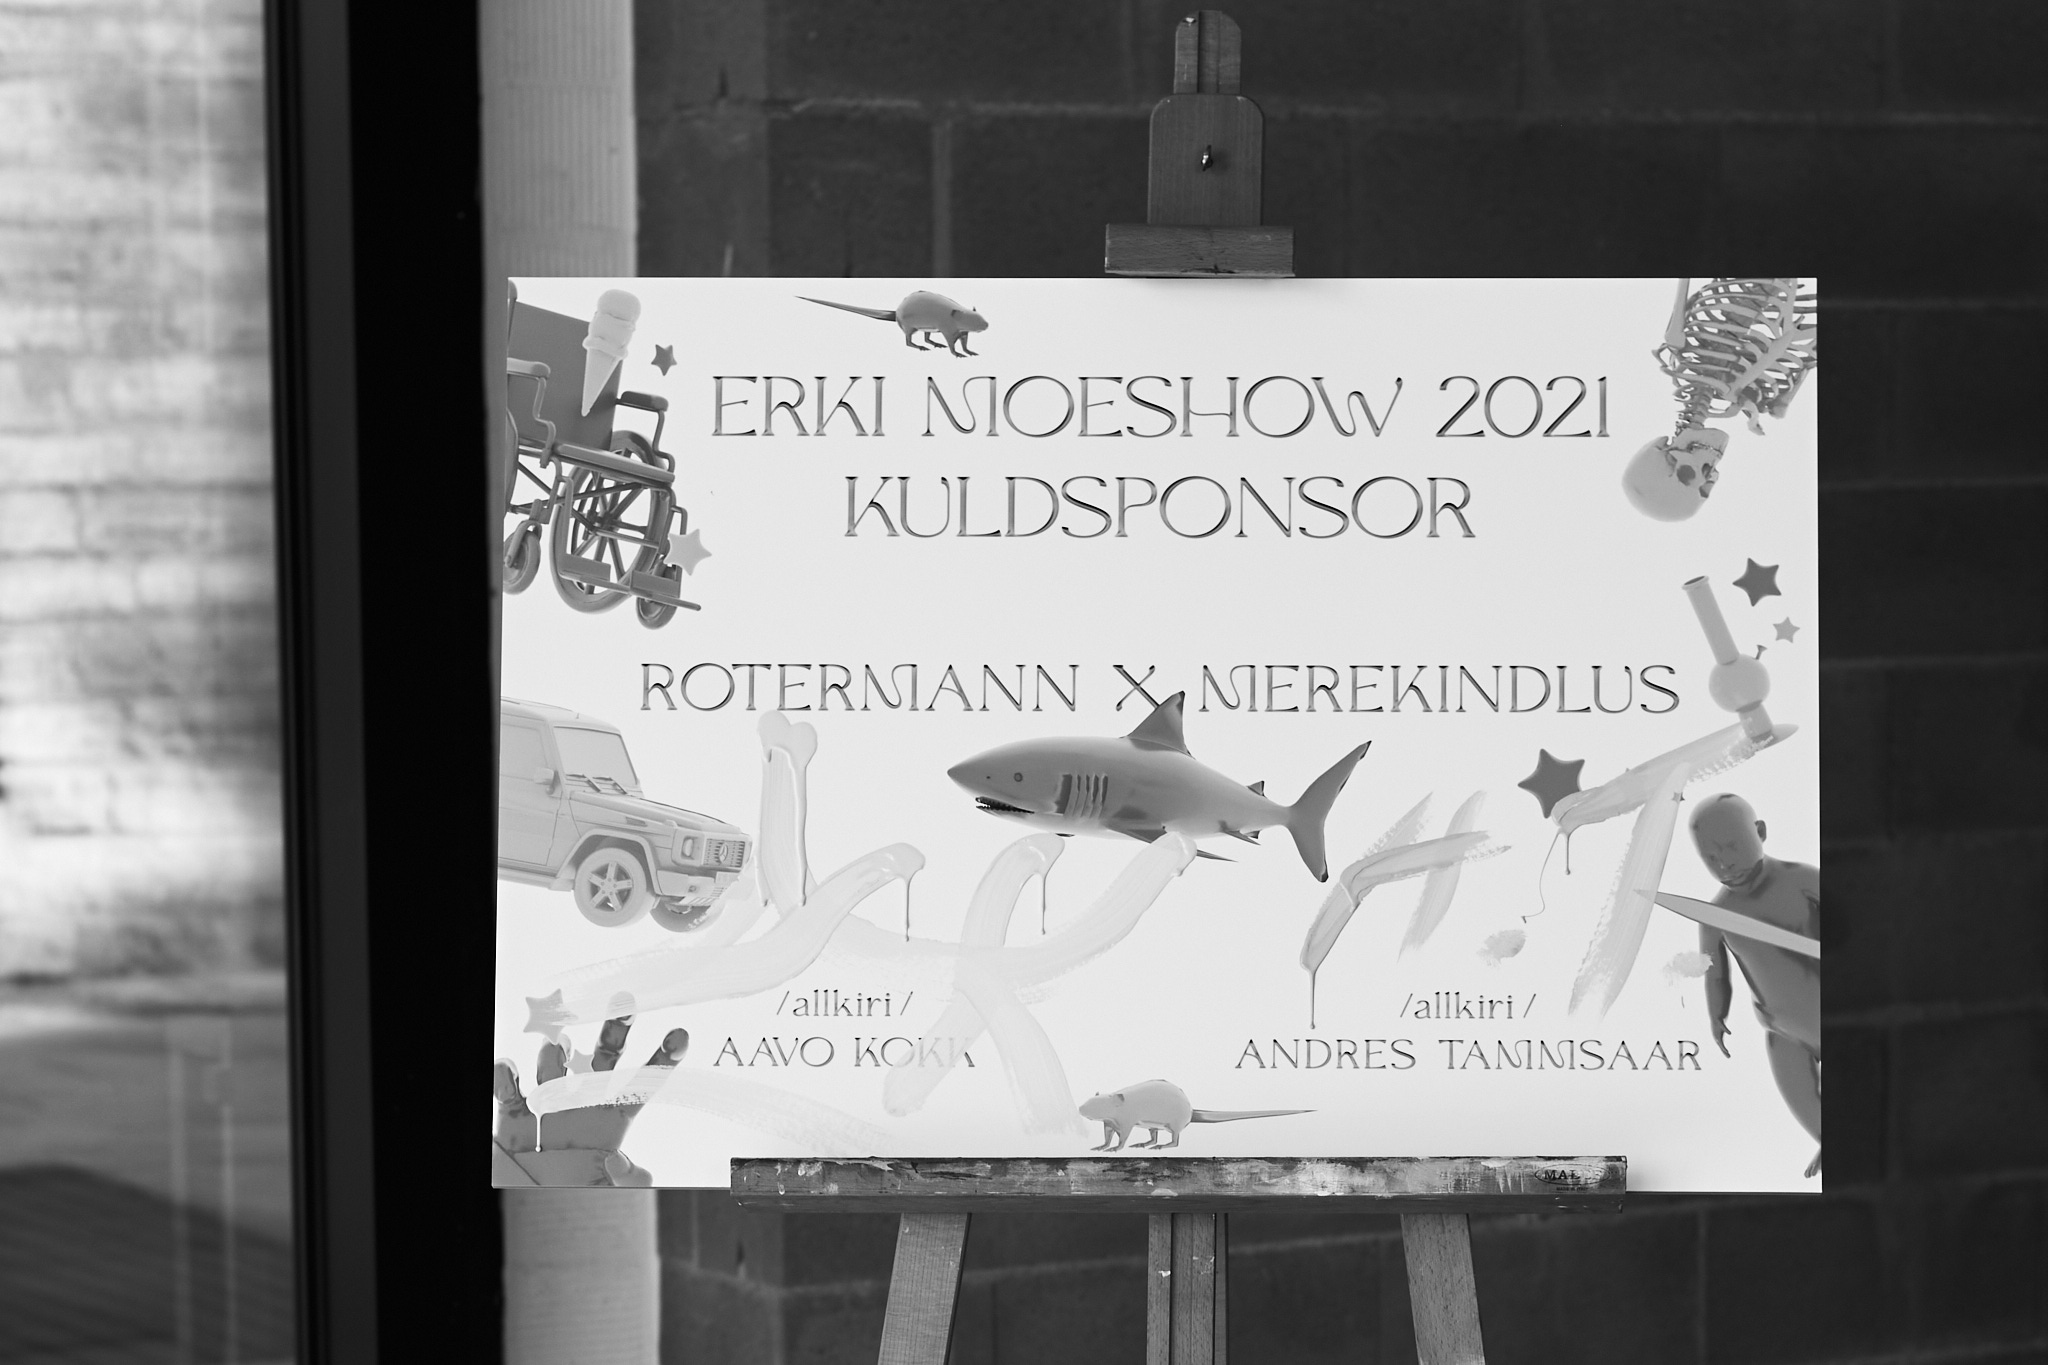 ERKI MOESHOW 2021
KULDSPONSOR
ROTERMANN X MEREKINDLUS
/allkiri/
AAVO KOKK
/allkiri/
ANDRES TAMMSAAR